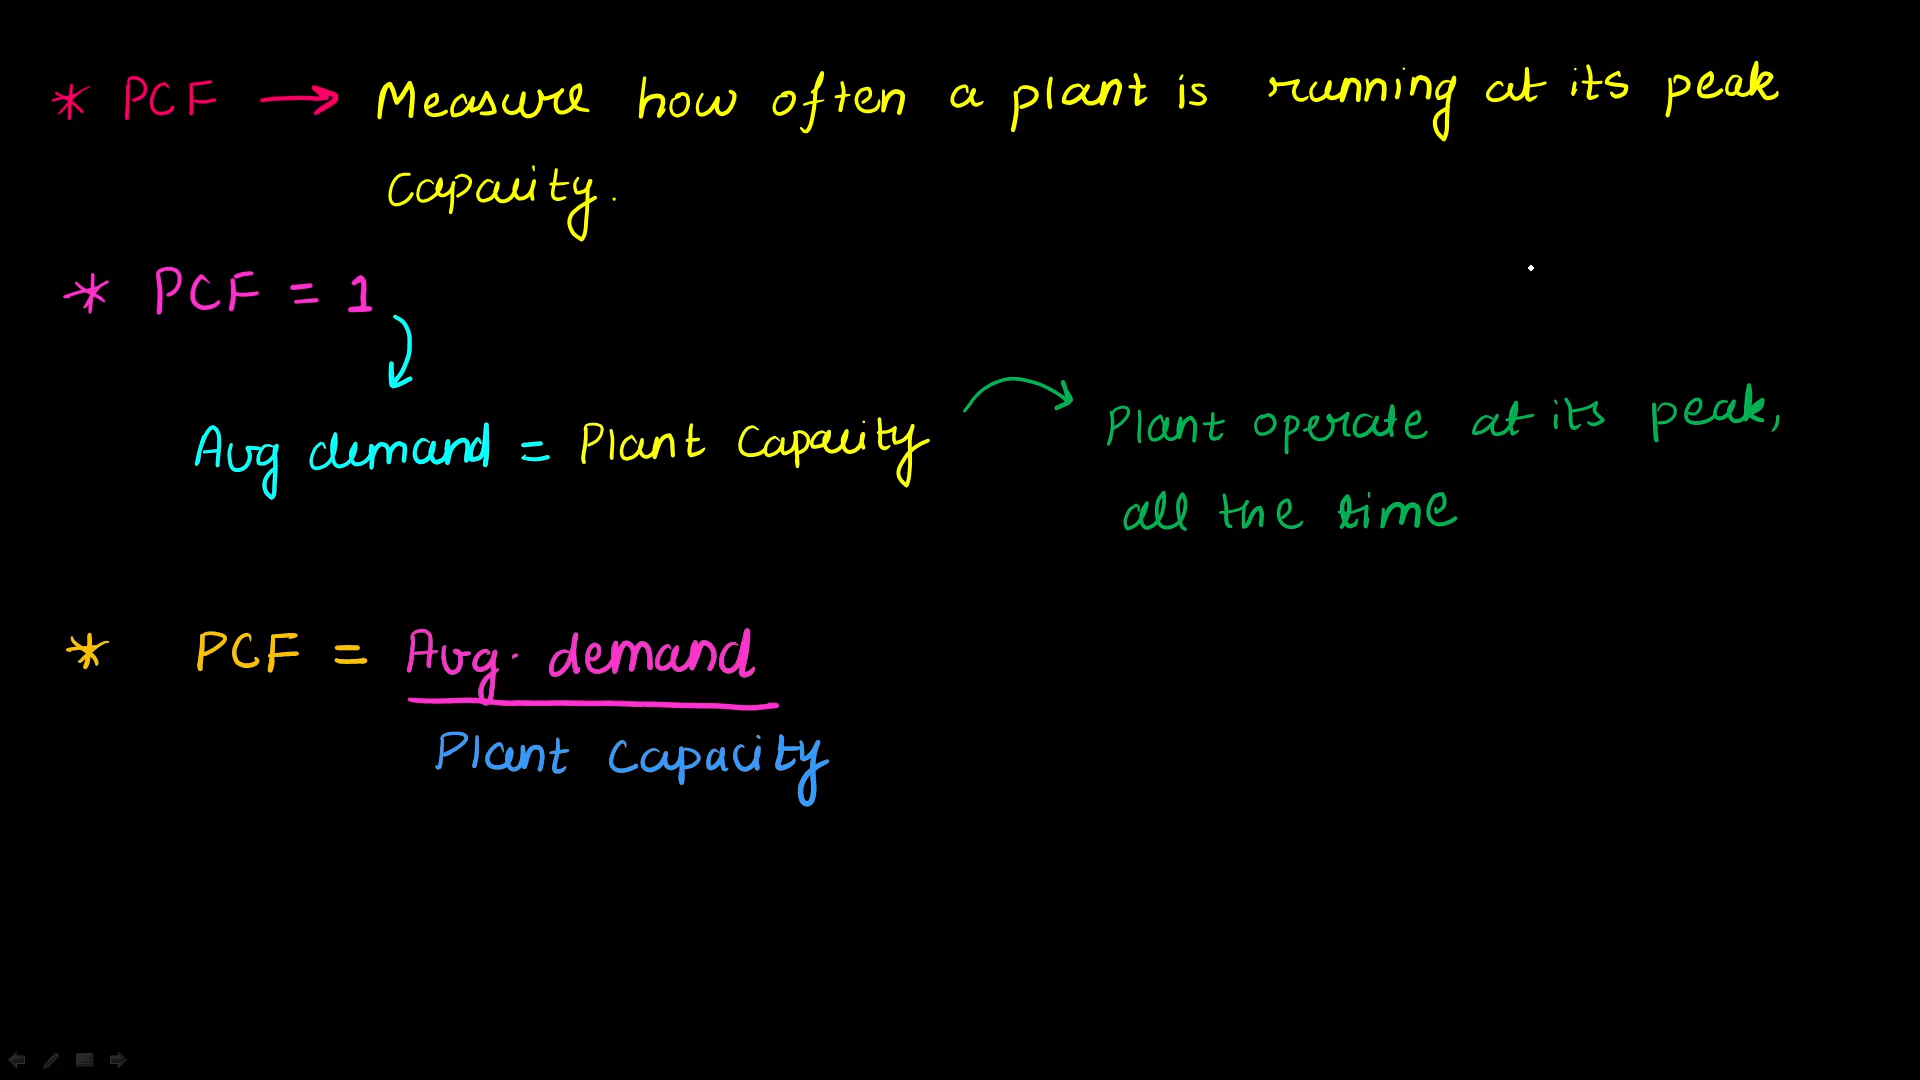 * PCF → Measure how often a plant is running at its peak
Capacity.
* PCF = 1
Avg demand = Plant Capacity
Plant operate at its peak,
all the time
* PCF = Avg. demand
Plant Capacity